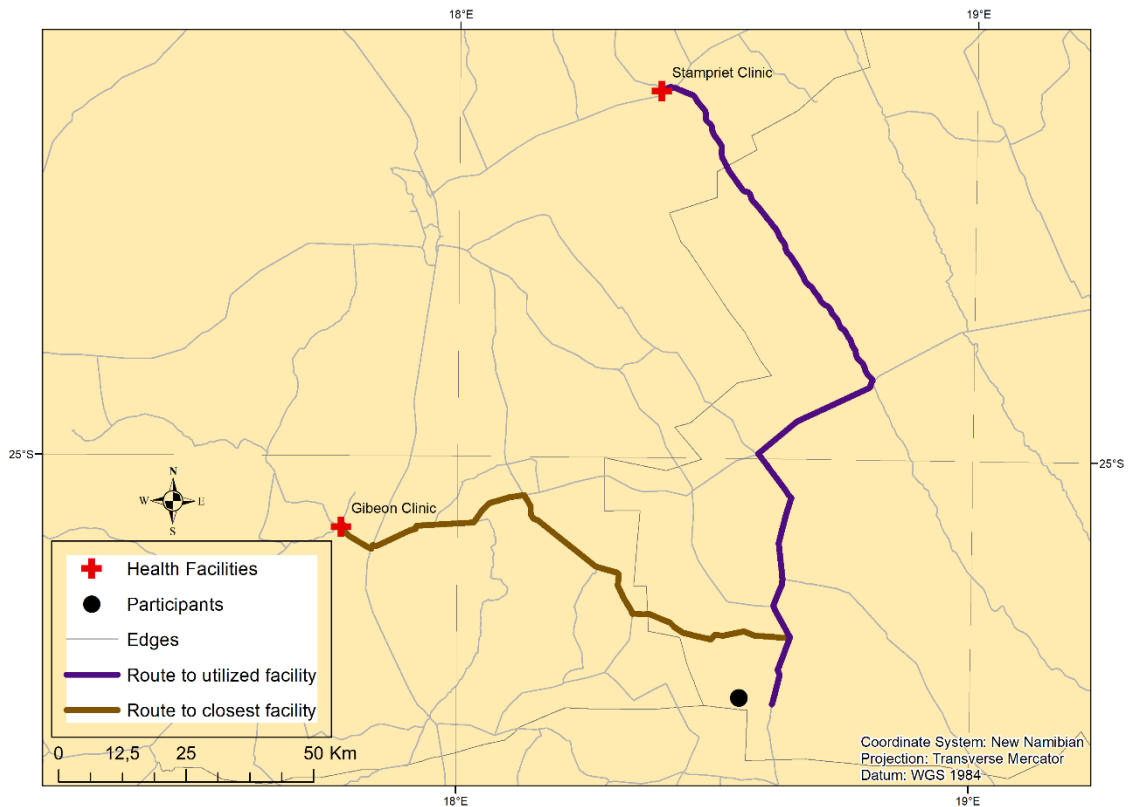 18°E 19°E
Stampriet Clinic
25°S 25°S
N
W E
S
Gibeon Clinic
Health Facilities
Participants
Edges
Route to utilized facility
Route to closest facility
0 12,5 25 50 Km
Coordinate System: New Namibian
Projection: Transverse Mercator
Datum: WGS 1984
18°E 19°E